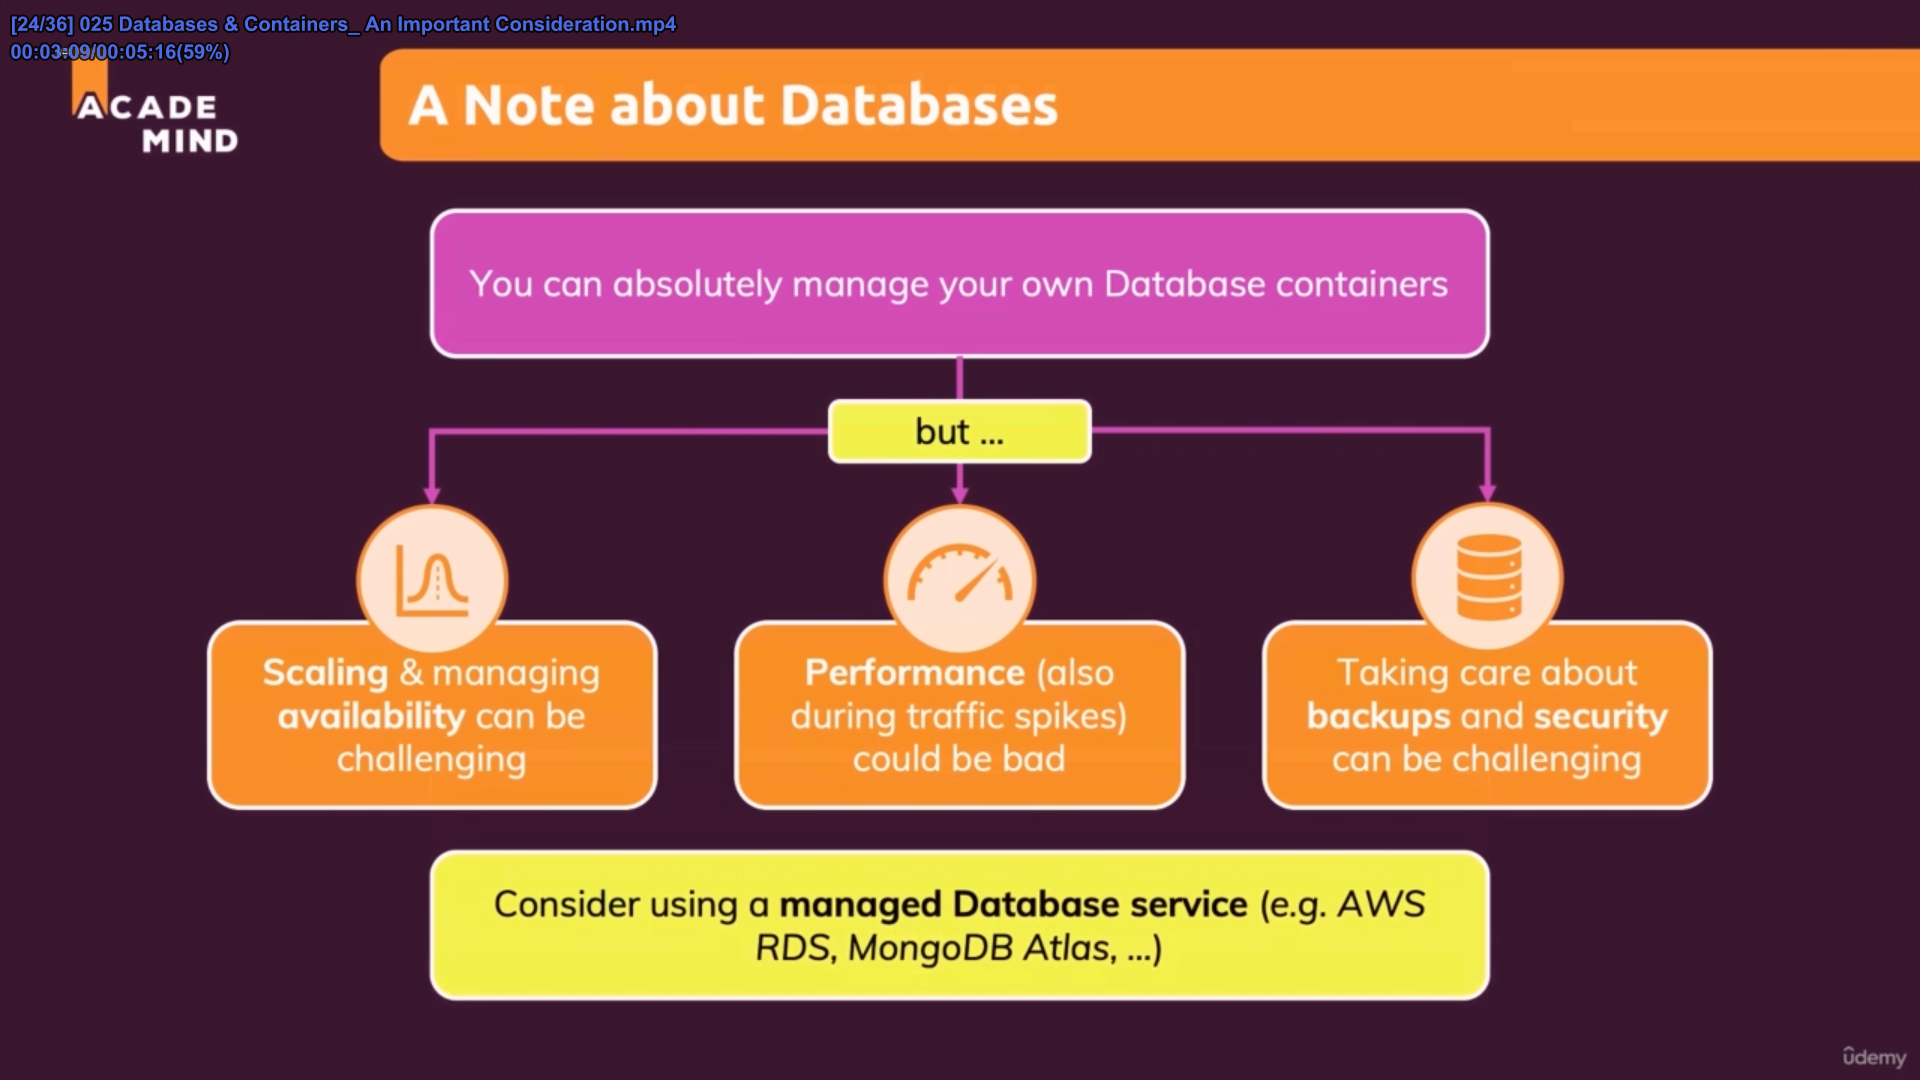 [24/36] 025 Databases & Containers_ An Important Consideration.mp4
00:03:09/00:05:16(59%)
ACADE
MIND
A Note about Databases
You can absolutely manage your own Database containers
but ...
Scaling & managing
availability can be
challenging
Performance (also
during traffic spikes)
could be bad
Taking care about
backups and security
can be challenging
Consider using a managed Database service (e.g. AWS
RDS, MongoDB Atlas, ...)
ûdemy